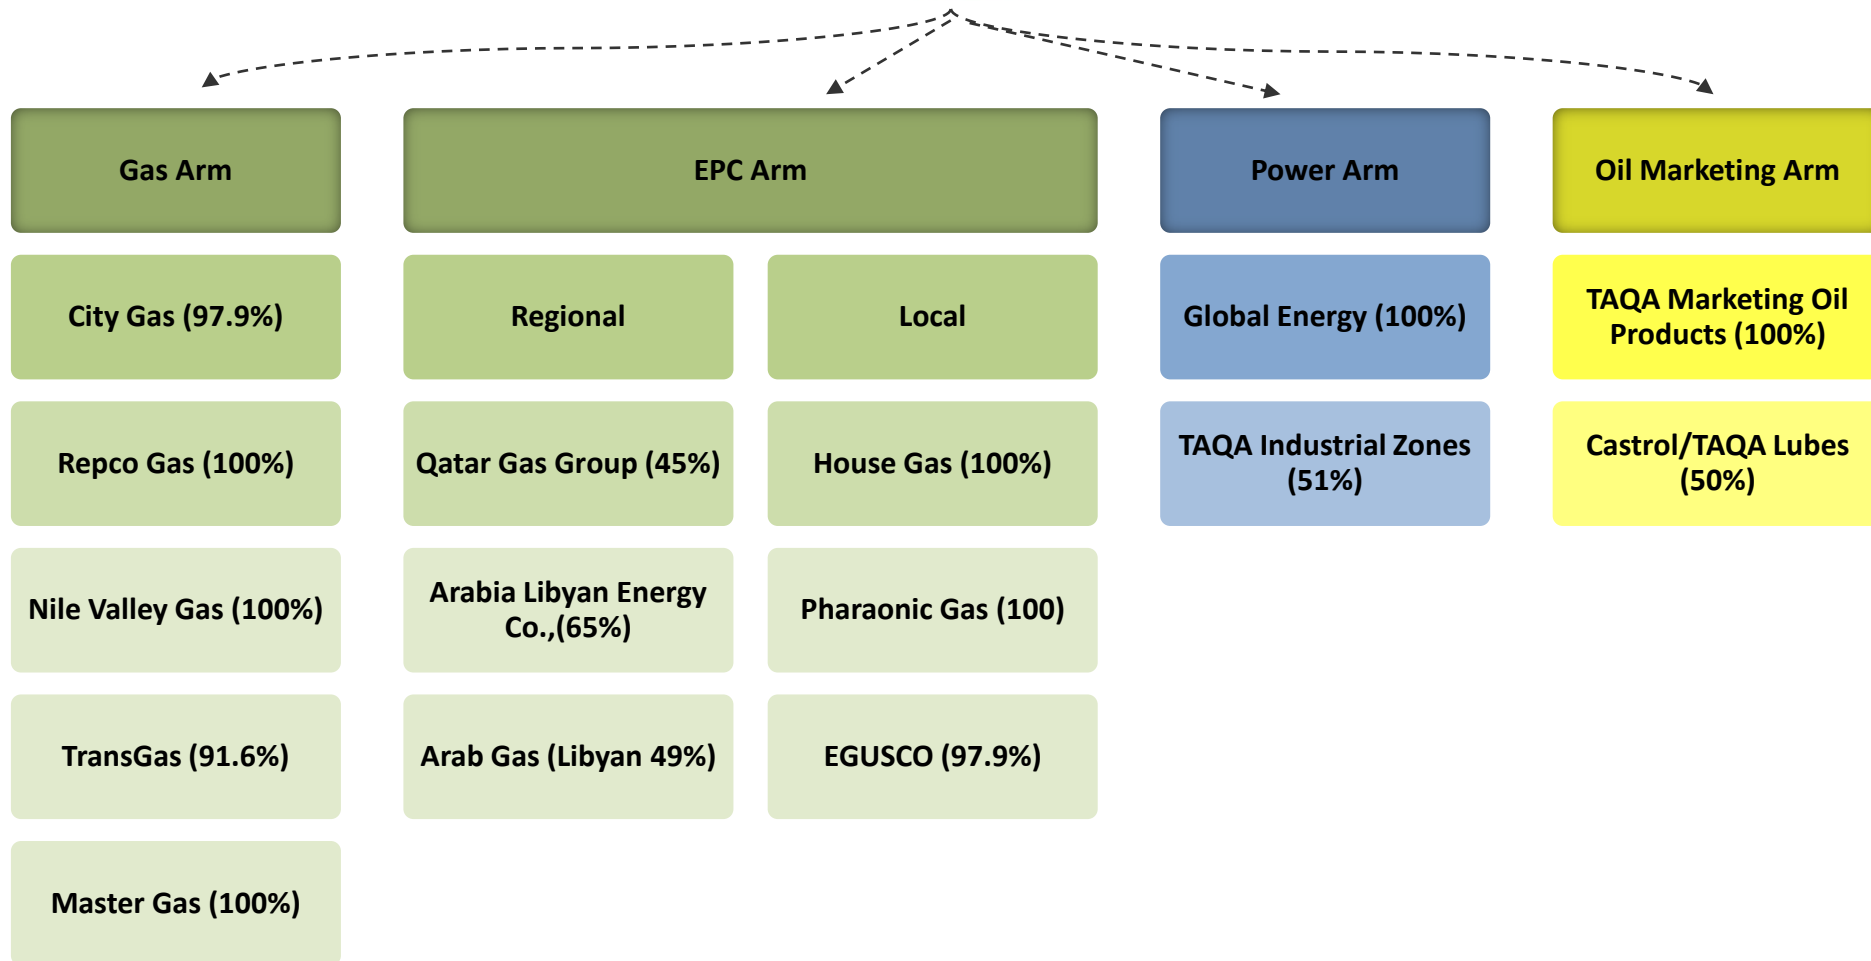 Gas Arm
EPC Arm
Power Arm
Oil Marketing Arm
City Gas (97.9%)
Regional
Local
Global Energy (100%)
TAQA Marketing Oil
Products (100%)
Repco Gas (100%)
Qatar Gas Group (45%)
House Gas (100%)
TAQA Industrial Zones
(51%)
Castrol/TAQA Lubes
(50%)
Nile Valley Gas (100%)
Arabia Libyan Energy
Co.,(65%)
Pharaonic Gas (100)
TransGas (91.6%)
Arab Gas (Libyan 49%)
EGUSCO (97.9%)
Master Gas (100%)